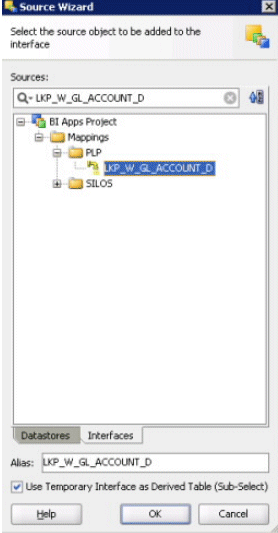 Source Wizard
Select the source object to be added to the
interface
Sources:
LKP_W_GL_ACCOUNT_D
BI Apps Project
Mappings
PLP
LKP_W_GL_ACCOUNT_D
SILOS
Datastores Interfaces
Alias: LKP_W_GL_ACCOUNT_D
Use Temporary Interface as Derived Table (Sub-Select)
Help OK Cancel